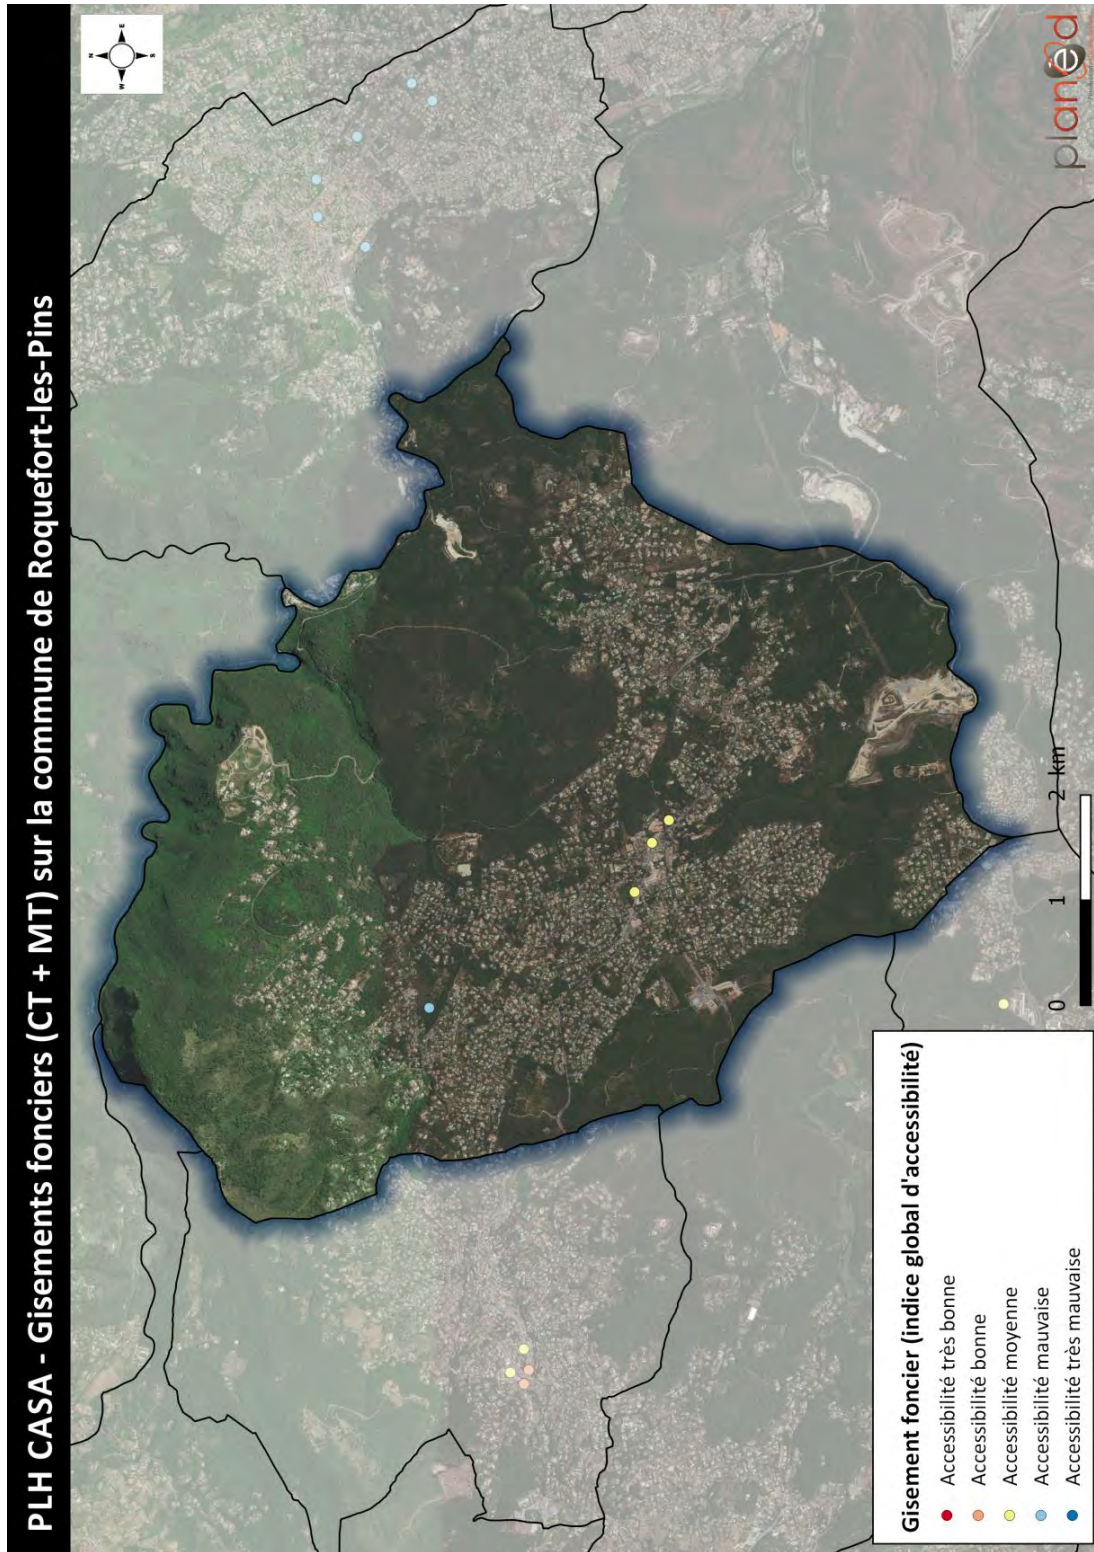 PLH CASA - Gisements fonciers (CT + MT) sur la commune de Roquefort-les-Pins
N
E
S
W
Gisement foncier (indice global d'accessibilité)
Accessibilité très bonne
Accessibilité bonne
Accessibilité moyenne
Accessibilité mauvaise
Accessibilité très mauvaise
0 1 2 km
planèd